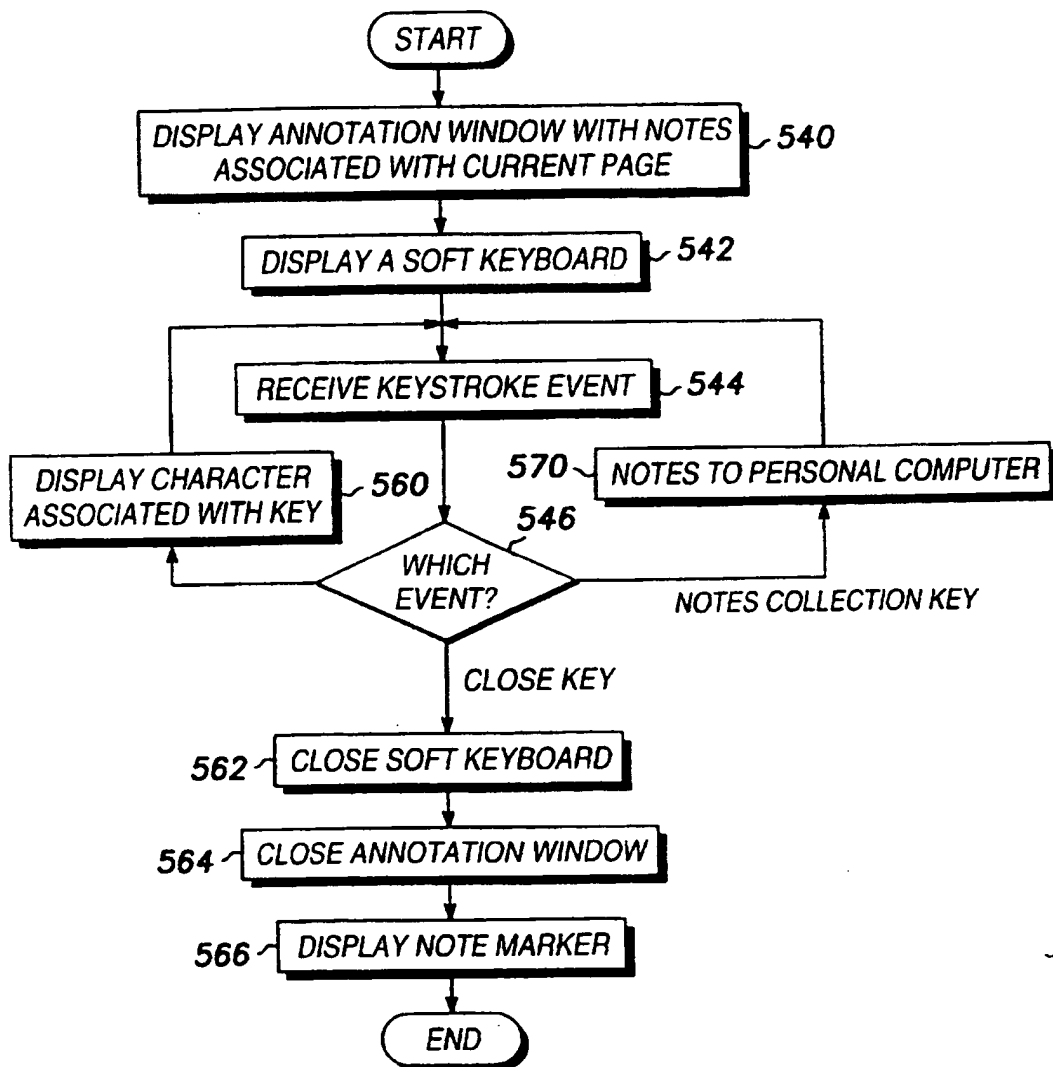 START
DISPLAY ANNOTATION WINDOW WITH NOTES
ASSOCIATED WITH CURRENT PAGE
540
DISPLAY A SOFT KEYBOARD
542
RECEIVE KEYSTROKE EVENT
544
DISPLAY CHARACTER
ASSOCIATED WITH KEY
560
570
NOTES TO PERSONAL COMPUTER
546
WHICH
EVENT?
NOTES COLLECTION KEY
CLOSE KEY
562
CLOSE SOFT KEYBOARD
564
CLOSE ANNOTATION WINDOW
566
DISPLAY NOTE MARKER
END